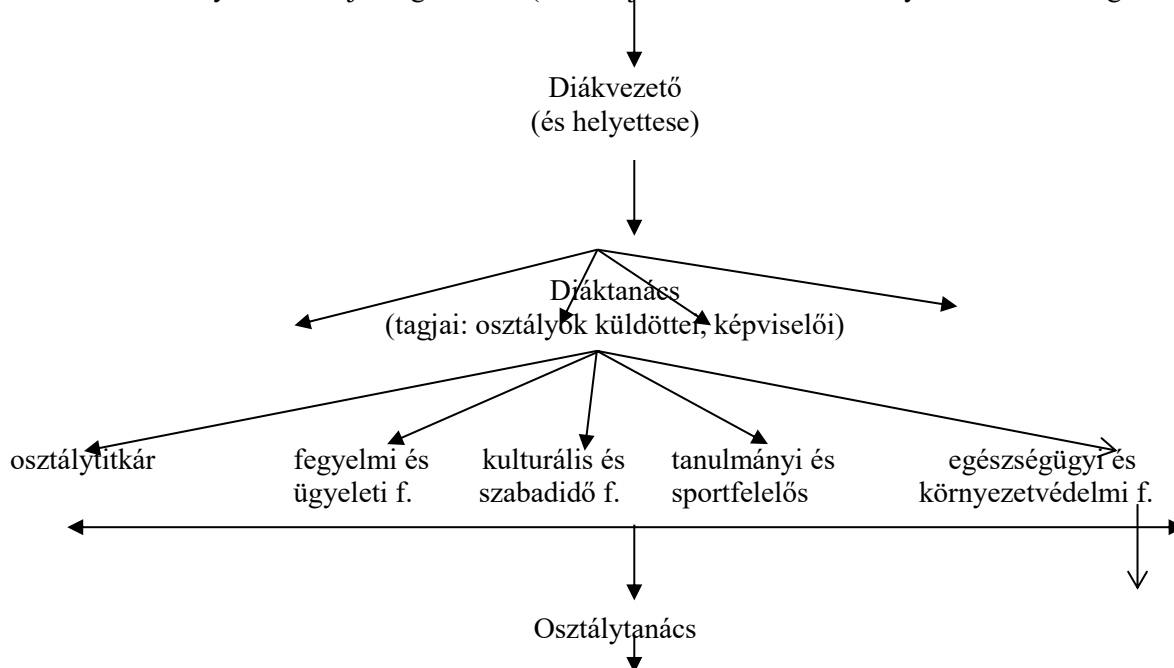 Diákvezető
(és helyettese)
Diáktanács
(tagjai: osztályok küldöttei, képviselői)
osztálytitkár
fegyelmi és
ügyeleti f.
kulturális és
szabadidő f.
tanulmányi és
sportfelelős
egészségügyi és
környezetvédelmi f.
Osztálytanács